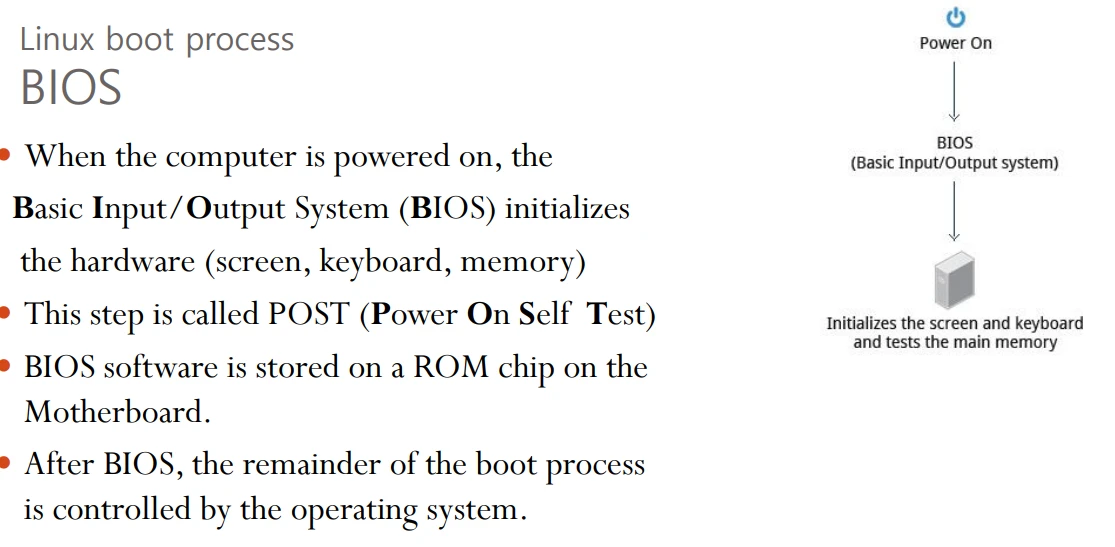 Linux boot process
BIOS
• When the computer is powered on, the
Basic Input/Output System (BIOS) initializes
the hardware (screen, keyboard, memory)
• This step is called POST (Power On Self Test)
• BIOS software is stored on a ROM chip on the
Motherboard.
• After BIOS, the remainder of the boot process
is controlled by the operating system.
Power On
BIOS
(Basic Input/Output system)
Initializes the screen and keyboard
and tests the main memory